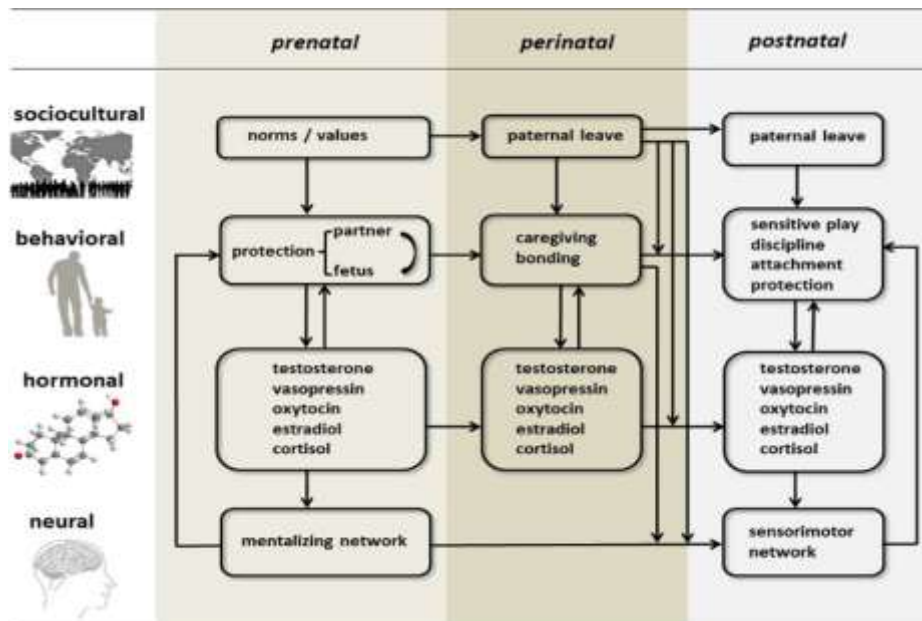 prenatal perinatal postnatal
sociocultural
norms / values
paternal leave
paternal leave
behavioral
protection
partner
fetus
caregiving
bonding
sensitive play
discipline
attachment
protection
hormonal
testosterone
vasopressin
oxytocin
estradiol
cortisol
testosterone
vasopressin
oxytocin
estradiol
cortisol
testosterone
vasopressin
oxytocin
estradiol
cortisol
neural
mentalizing network
sensorimotor
network